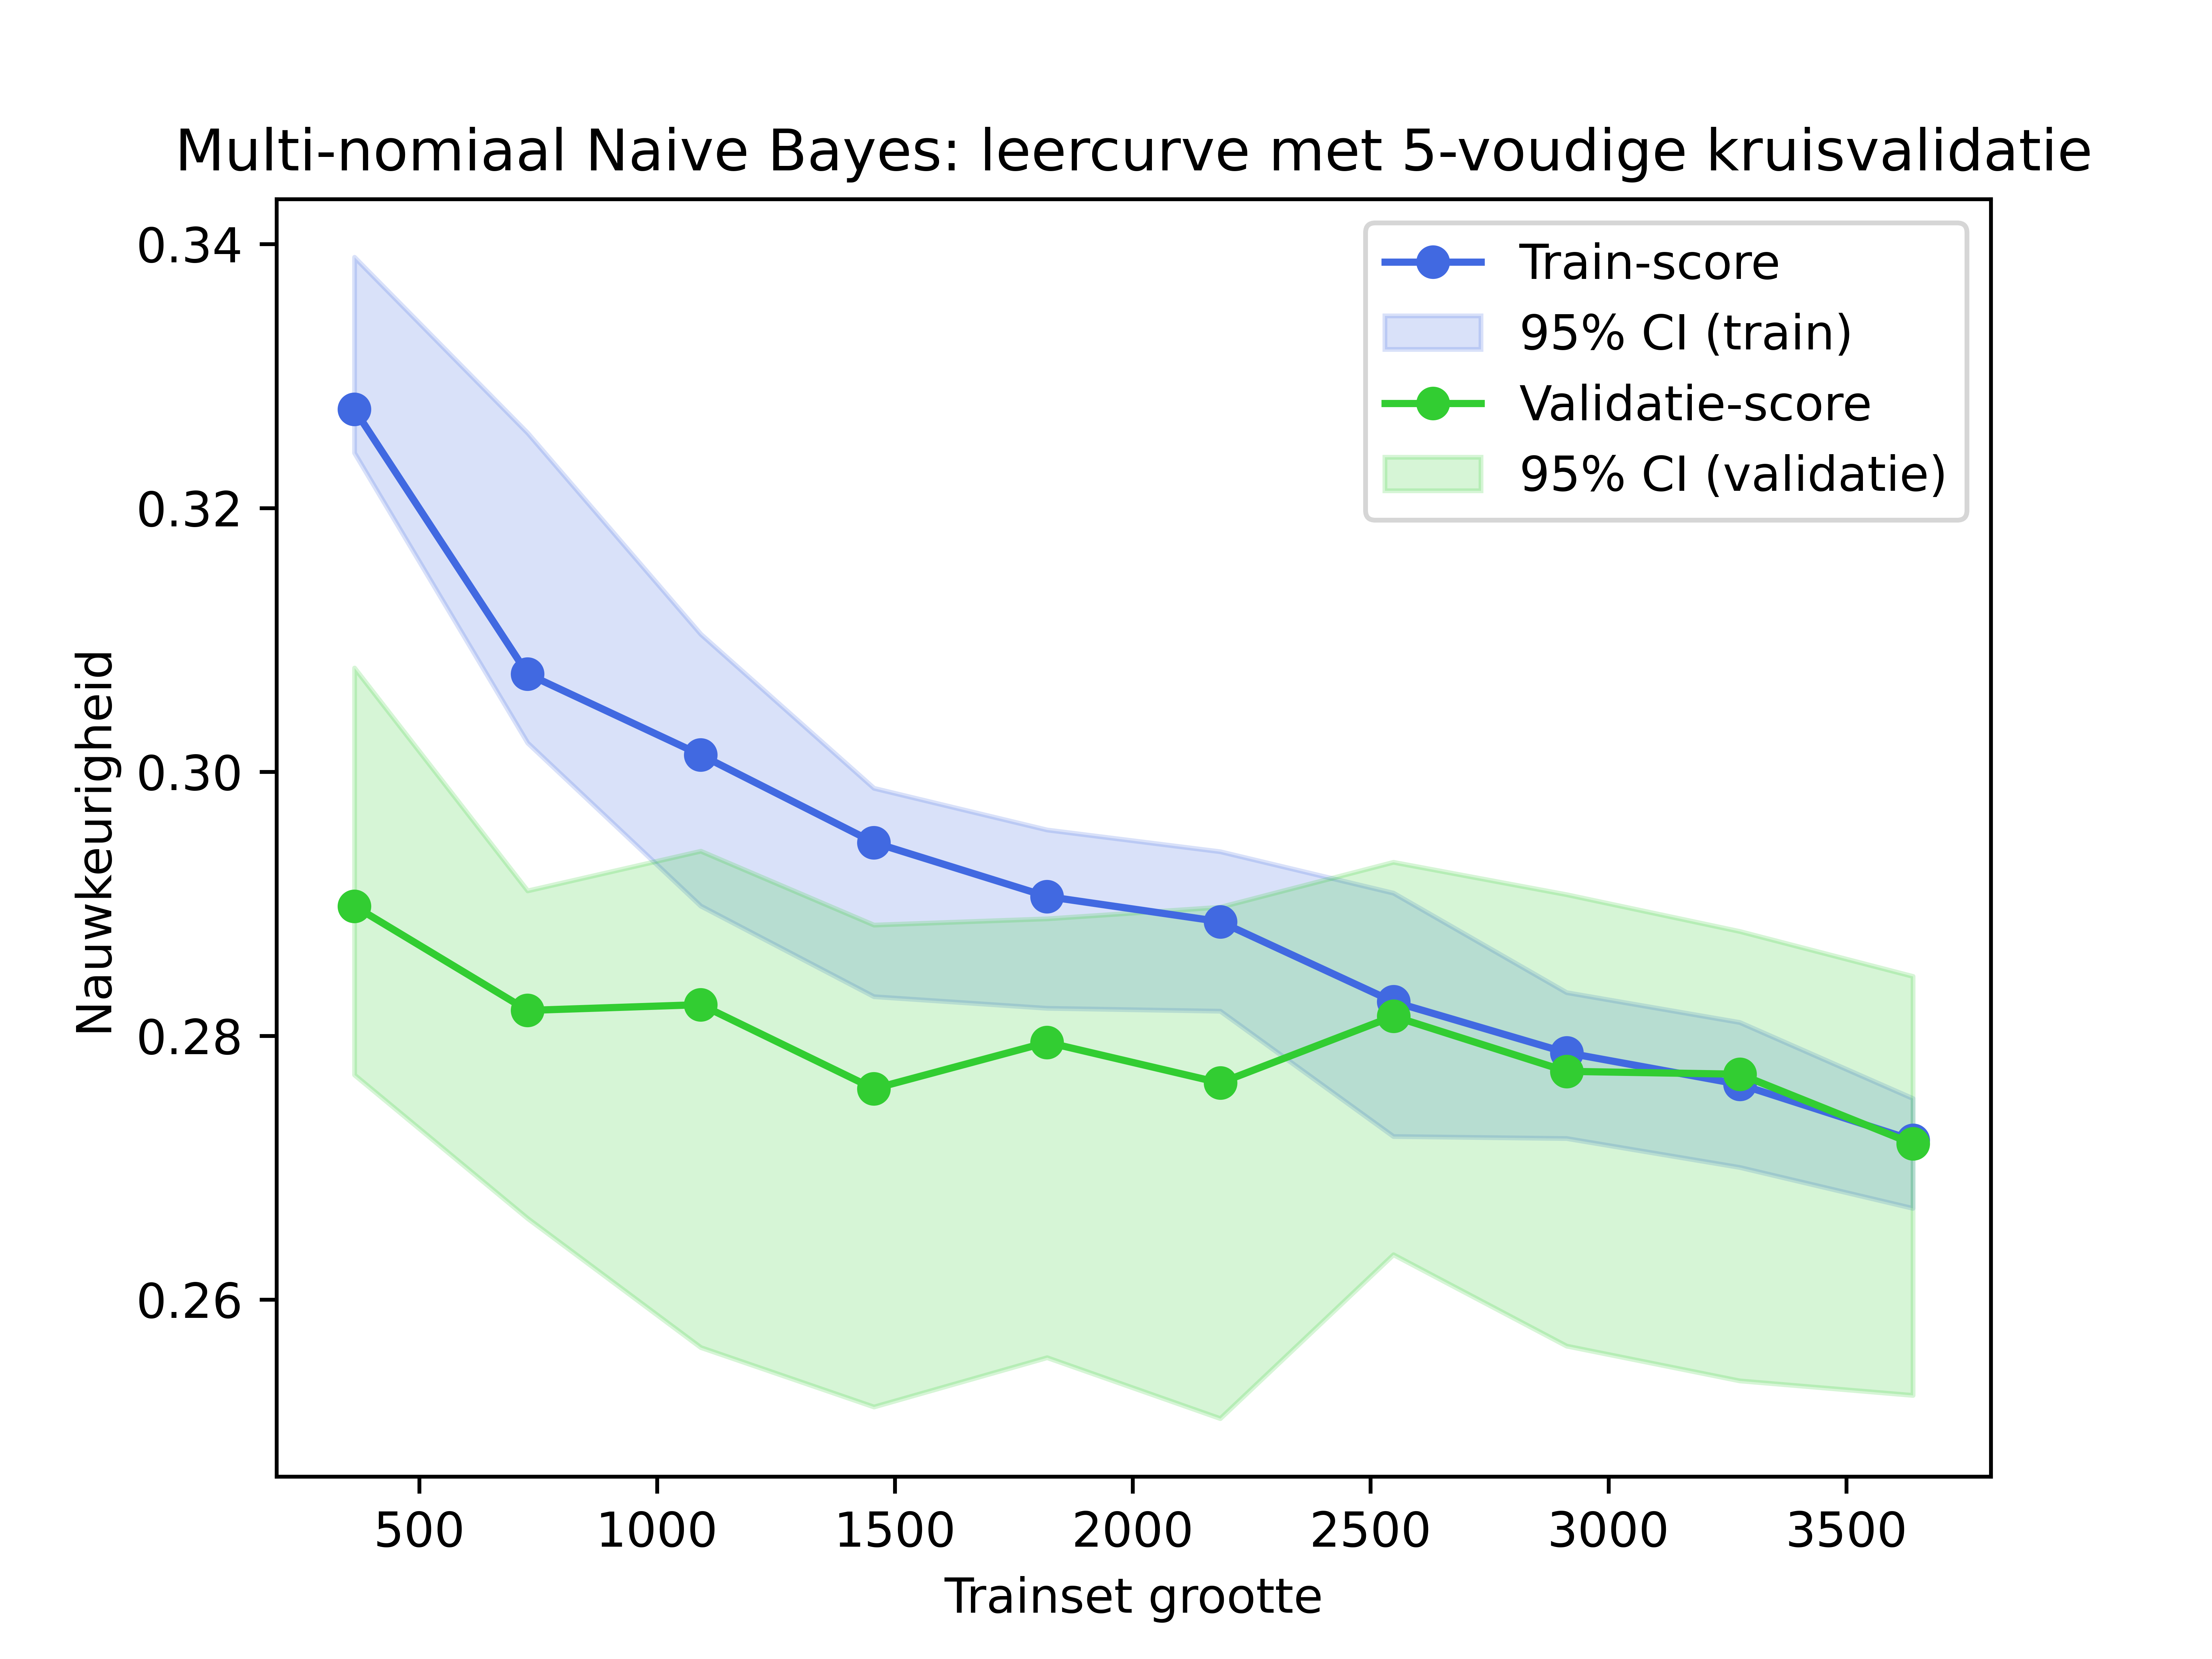 Multi-nomiaal Naive Bayes: leercurve met 5-voudige kruisvalidatie
Train-score
95% CI (train)
Validatie-score
95% CI (validatie)
Nauwkeurigheid
0.34
0.32
0.30
0.28
0.26
500 1000 1500 2000 2500 3000 3500
Trainset grootte